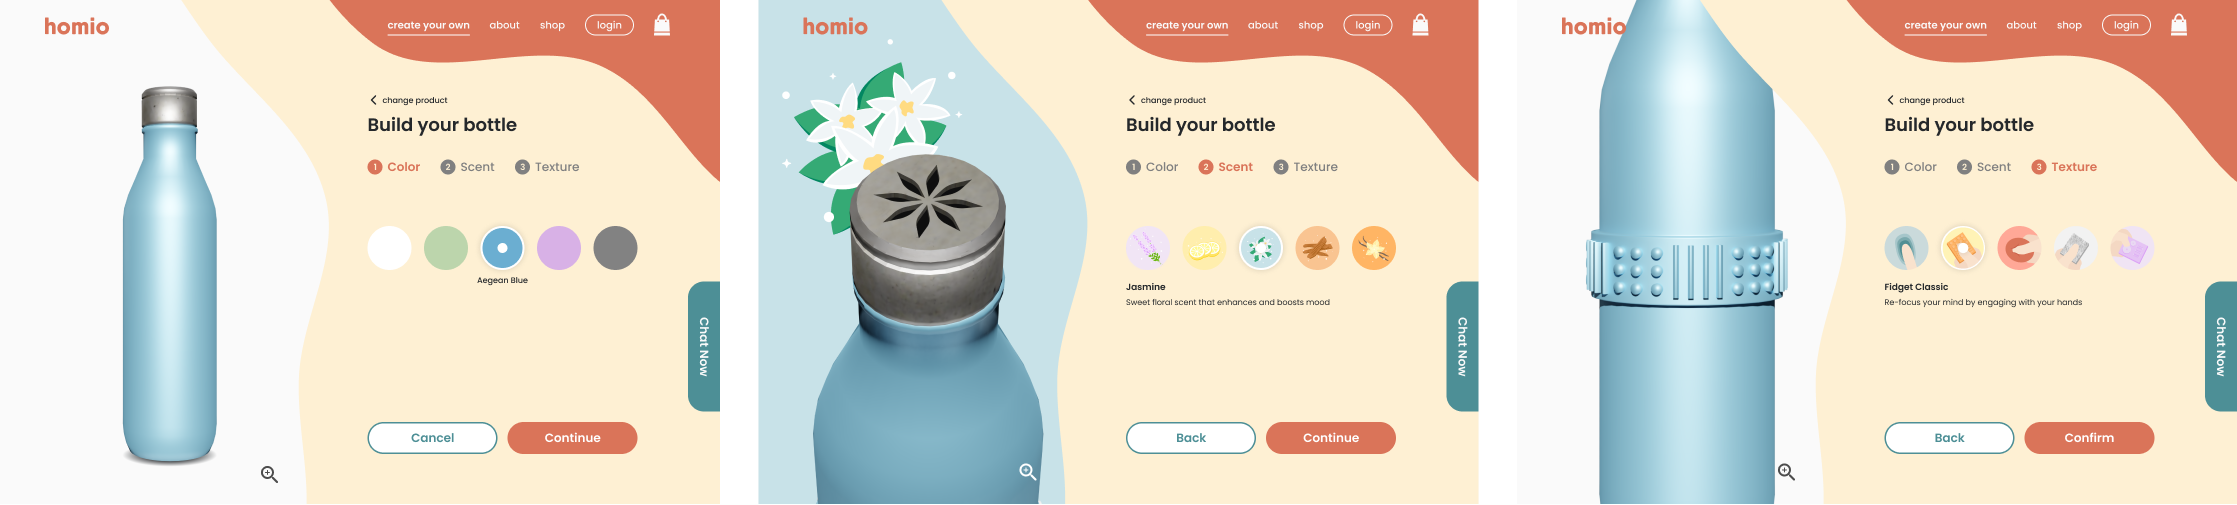 homio
create your own about shop login
change product
Build your bottle
1 Color 2 Scent 3 Texture
Aegean Blue
Chat Now
Cancel Continue
homio
create your own about shop login
change product
Build your bottle
1 Color 2 Scent 3 Texture
Jasmine
Sweet floral scent that enhances and boosts mood
Chat Now
Back Continue
homio
create your own about shop login
change product
Build your bottle
1 Color 2 Scent 3 Texture
Fidget Classic
Re-focus your mind by engaging with your hands
Chat Now
Back Confirm